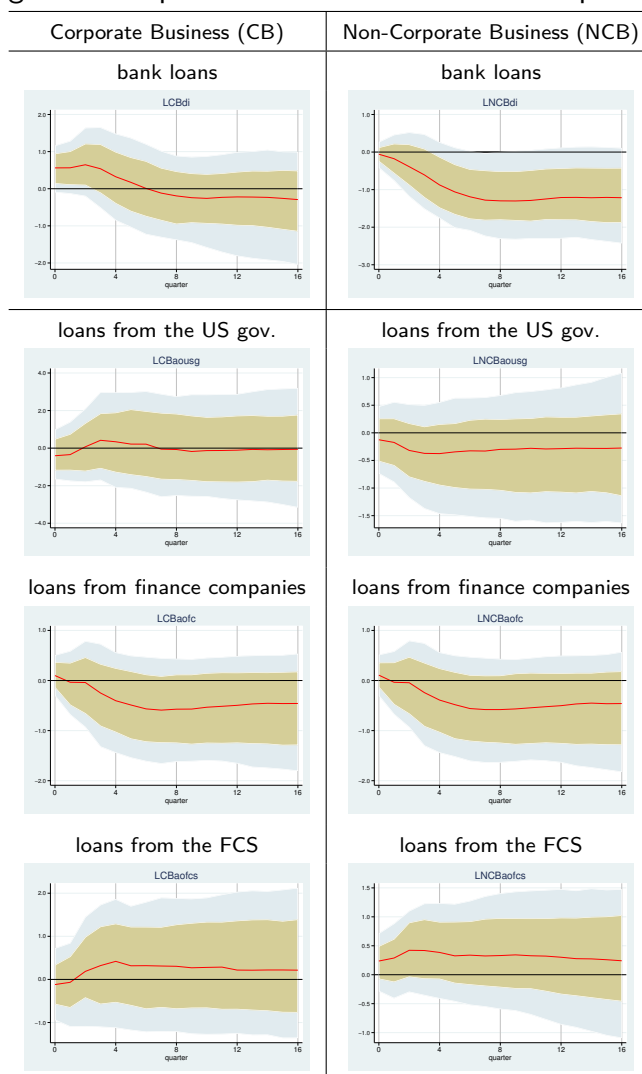 Corporate Business (CB) Non-Corporate Business (NCB)
bank loans bank loans
LCBdi LNCBdi
2.0 0.0
1.0 −1.0
0.0 −2.0
−1.0 −3.0
−2.0
0 4 8 12 16 0 4 8 12 16
quarter quarter
loans from the US gov. loans from the US gov.
LCBaousg LNCBaousg
4.0 1.0
2.0 0.5
0.0 0.0
−2.0 −0.5
−4.0 −1.0
−1.5
0 4 8 12 16 0 4 8 12 16
quarter quarter
loans from finance companies loans from finance companies
LCBaofc LNCBaofc
1.0 1.0
0.0 0.0
−1.0 −1.0
−2.0 −2.0
0 4 8 12 16 0 4 8 12 16
quarter quarter
loans from the FCS loans from the FCS
LCBaofcs LNCBaofcs
2.0 1.5
1.0 1.0
0.0 0.5
−1.0 0.0
−0.5
−1.0
0 4 8 12 16 0 4 8 12 16
quarter quarter